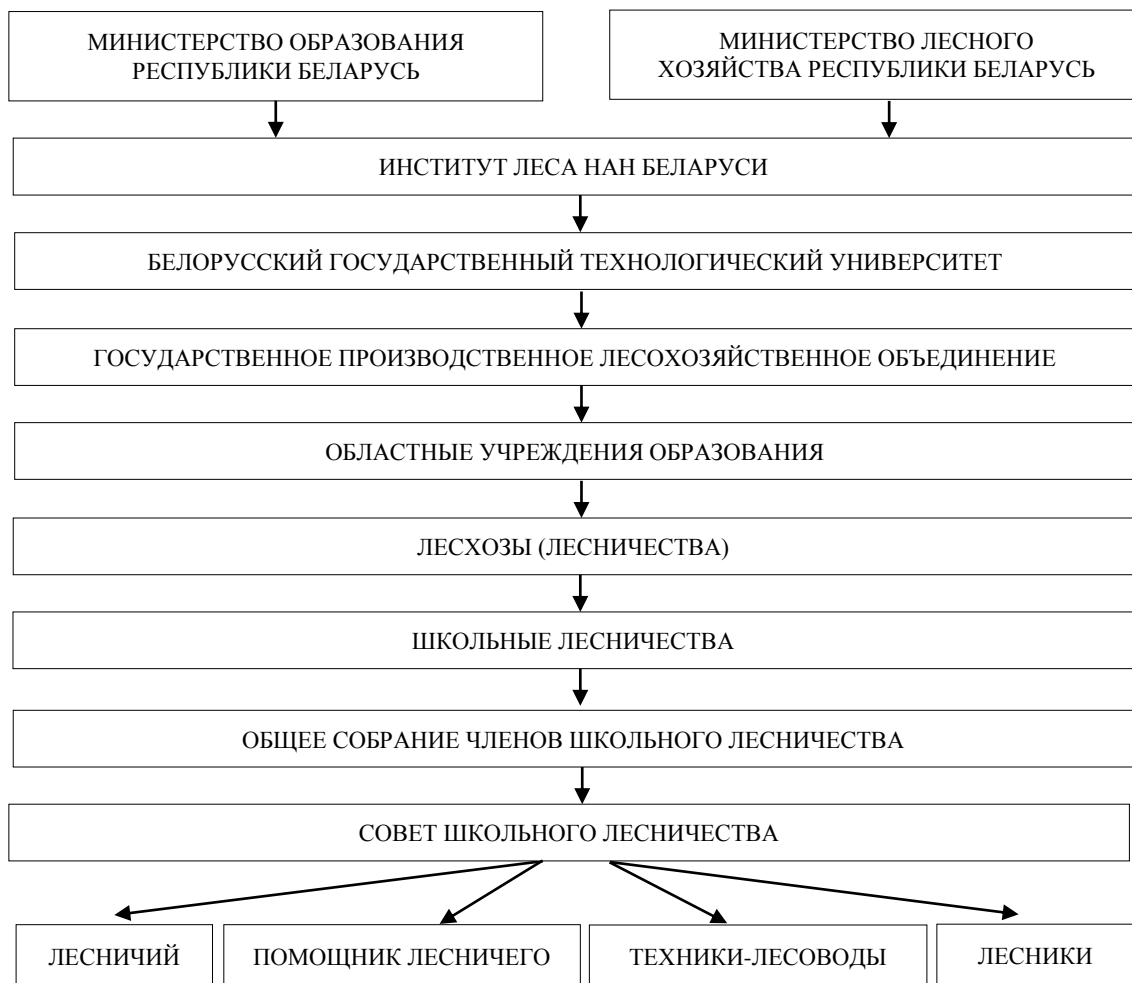 МИНИСТЕРСТВО ОБРАЗОВАНИЯ
РЕСПУБЛИКИ БЕЛАРУСЬ
МИНИСТЕРСТВО ЛЕСНОГО
ХОЗЯЙСТВА РЕСПУБЛИКИ БЕЛАРУСЬ
ИНСТИТУТ ЛЕСА НАН БЕЛАРУСИ
БЕЛОРУССКИЙ ГОСУДАРСТВЕННЫЙ ТЕХНОЛОГИЧЕСКИЙ УНИВЕРСИТЕТ
ГОСУДАРСТВЕННОЕ ПРОИЗВОДСТВЕННОЕ ЛЕСОХОЗЯЙСТВЕННОЕ ОБЪЕДИНЕНИЕ
ОБЛАСТНЫЕ УЧРЕЖДЕНИЯ ОБРАЗОВАНИЯ
ЛЕСХОЗЫ (ЛЕСНИЧЕСТВА)
ШКОЛЬНЫЕ ЛЕСНИЧЕСТВА
ОБЩЕЕ СОБРАНИЕ ЧЛЕНОВ ШКОЛЬНОГО ЛЕСНИЧЕСТВА
СОВЕТ ШКОЛЬНОГО ЛЕСНИЧЕСТВА
ЛЕСНИЧИЙ
ПОМОЩНИК ЛЕСНИЧЕГО
ТЕХНИКИ-ЛЕСОВОДЫ
ЛЕСНИКИ